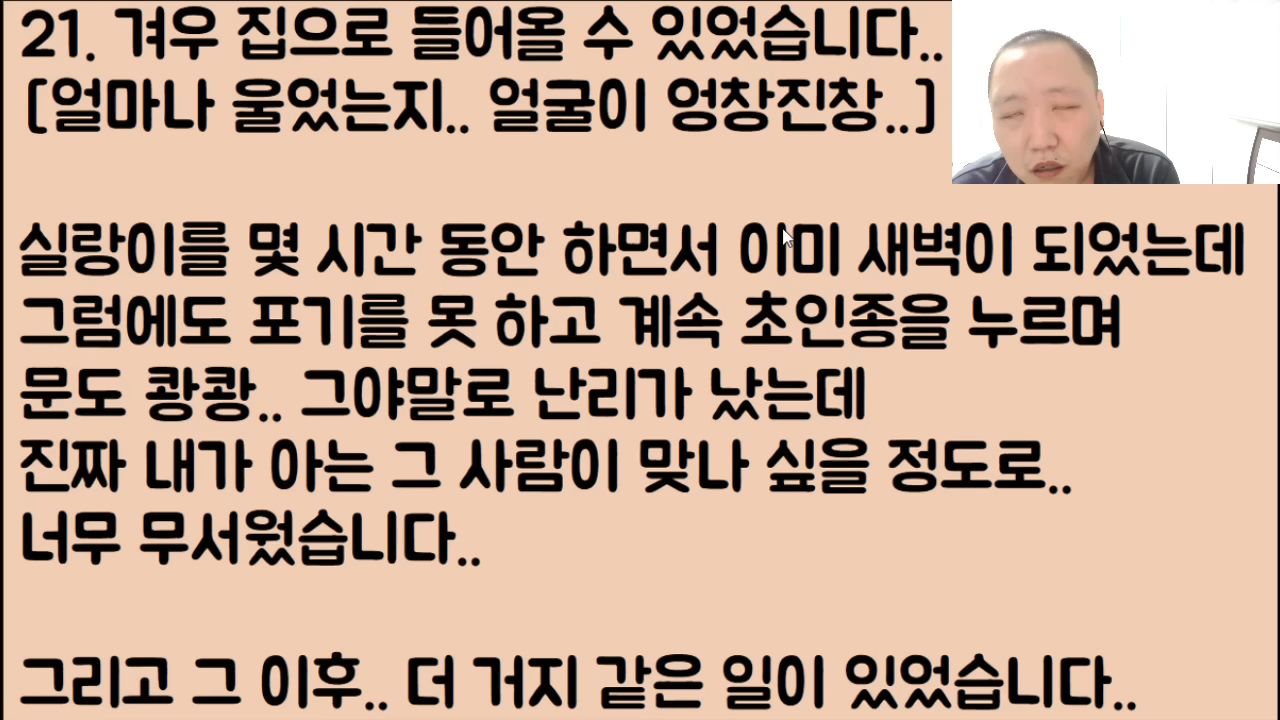 21. 겨우 집으로 들어올 수 있었습니다..
[얼마나 울었는지.. 얼굴이 엉창진창..]
실랑이를 몇 시간 동안 하면서 이미 새벽이 되었는데
그럼에도 포기를 못 하고 계속 초인종을 누르며
문도 쾅쾅.. 그야말로 난리가 났는데
진짜 내가 아는 그 사람이 맞나 싶을 정도로..
너무 무서웠습니다..
그리고 그 이후.. 더 거지 같은 일이 있었습니다..